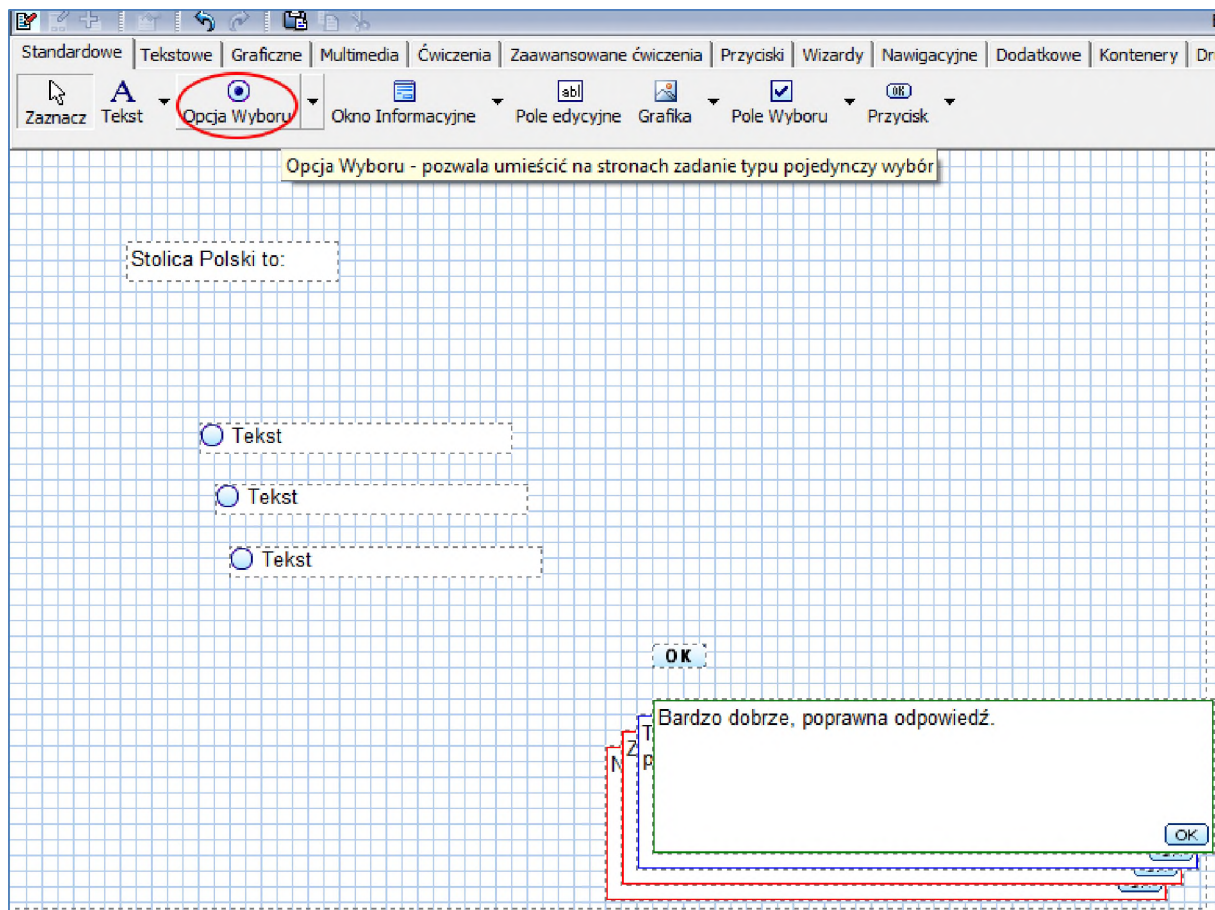 Standardowe Tekstowe Graficzne Multimedia Ćwiczenia Zaawansowane ćwiczenia Przyciski Wizardy Nawigacyjne Dodatkowe Kontenery
Zaznacz Tekst Opcja Wyboru Okno Informacyjne Pole edycyjne Grafika Pole Wyboru Przycisk
Opcja Wyboru - pozwala umieścić na stronach zadanie typu pojedynczy wybór
Stolica Polski to:
Tekst
Tekst
Tekst
OK
Bardzo dobrze, poprawna odpowiedź.
OK